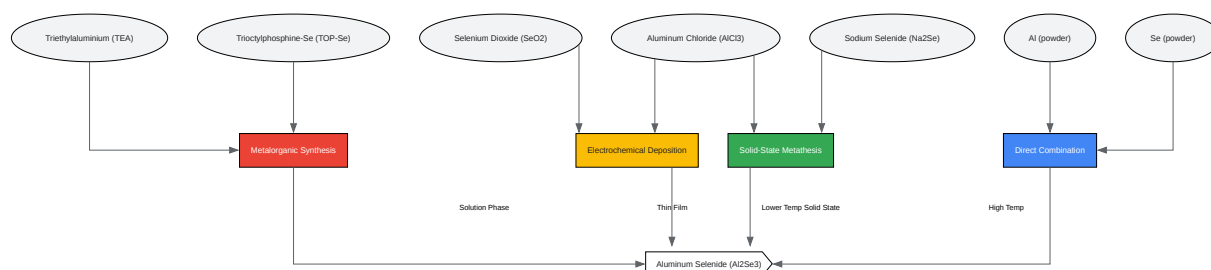 Triethylaluminium (TEA)
Trioctylphosphine-Se (TOP-Se)
Selenium Dioxide (SeO2)
Aluminum Chloride (AlCl3)
Sodium Selenide (Na2Se)
Al (powder)
Se (powder)
Metalorganic Synthesis
Electrochemical Deposition
Solid-State Metathesis
Direct Combination
Solution Phase
Thin Film
Lower Temp Solid State
High Temp
Aluminum Selenide (Al2Se3)